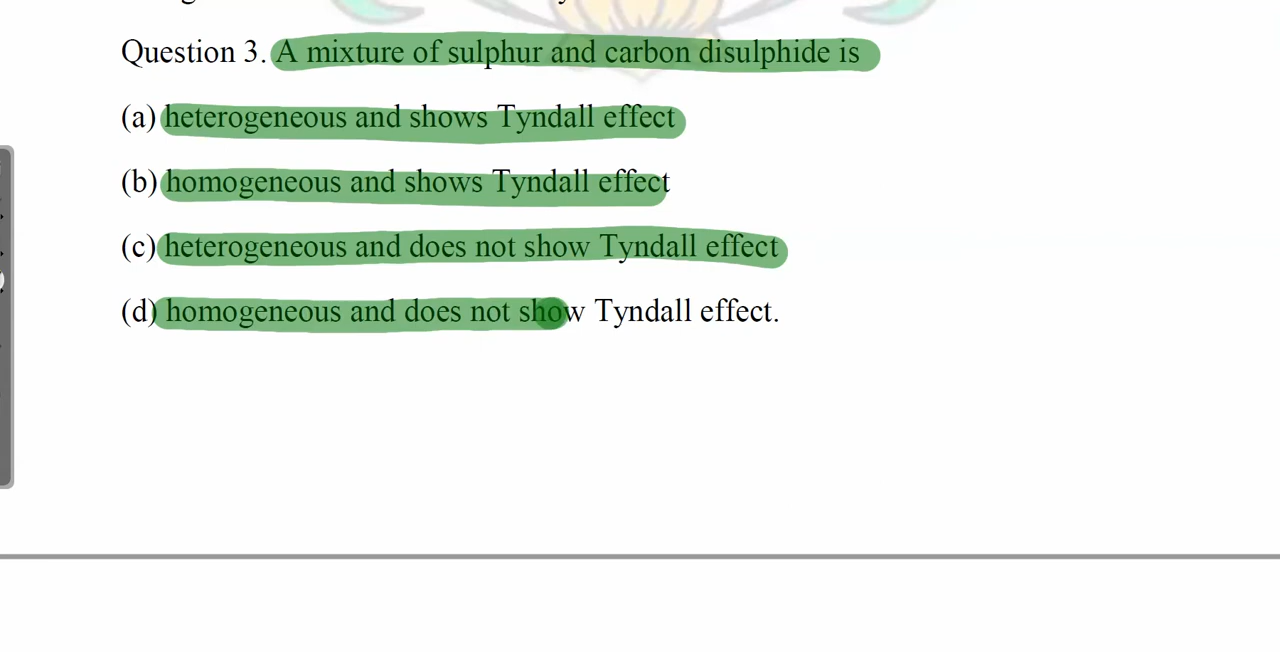 Question 3. A mixture of sulphur and carbon disulphide is
(a) heterogeneous and shows Tyndall effect
(b) homogeneous and shows Tyndall effect
(c) heterogeneous and does not show Tyndall effect
(d) homogeneous and does not show Tyndall effect.